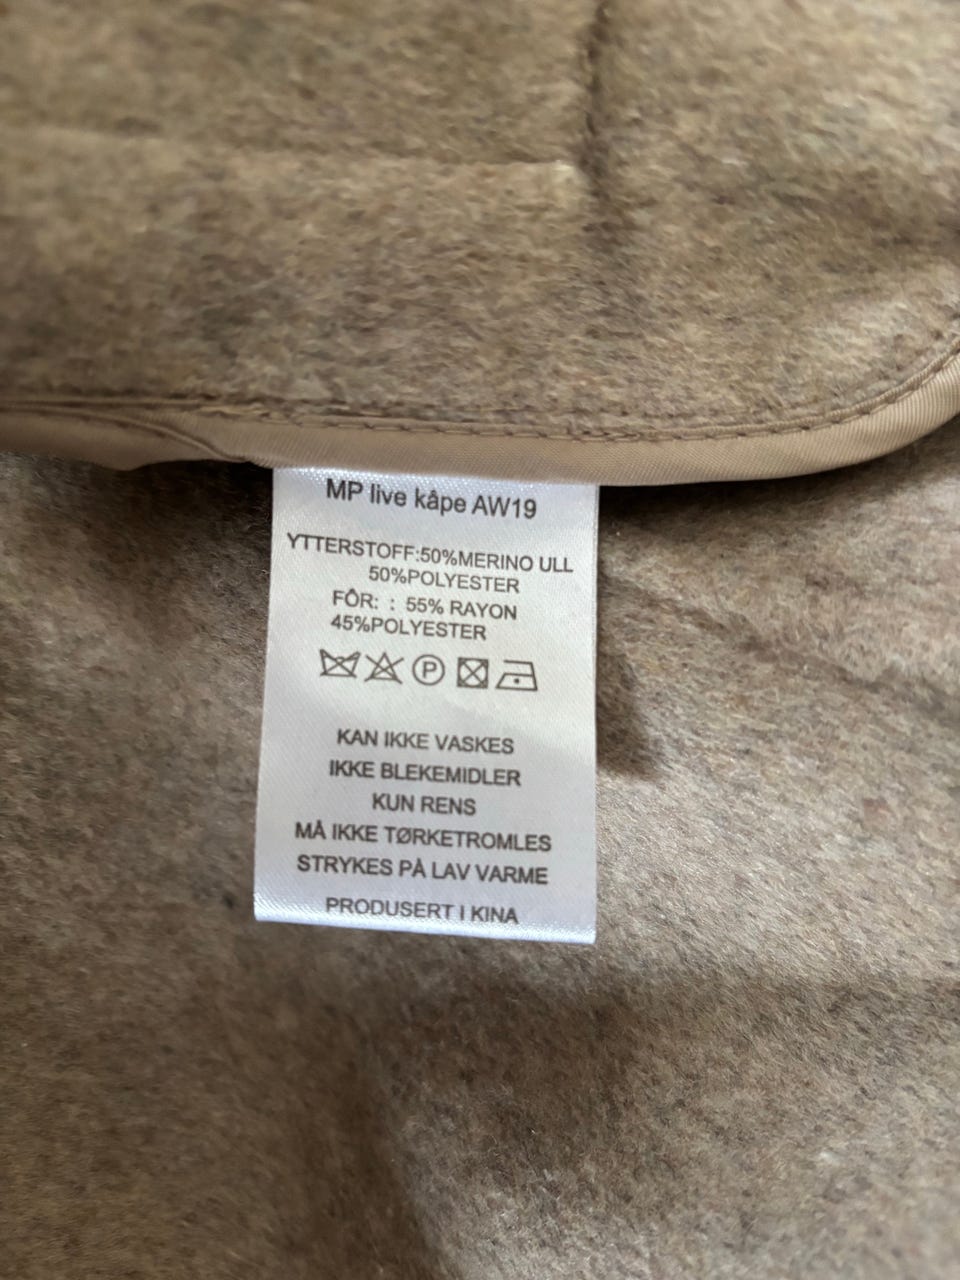 MP live kåpe AW19
YTTERSTOFF:50%MERINO ULL
50%POLYESTER
FÔR: : 55% RAYON
45%POLYESTER
P
KAN IKKE VASKES
IKKE BLEKEMIDLER
KUN RENS
MÅ IKKE TØRKETROMLES
STRYKES PÅ LAV VARME
PRODUSERT I KINA